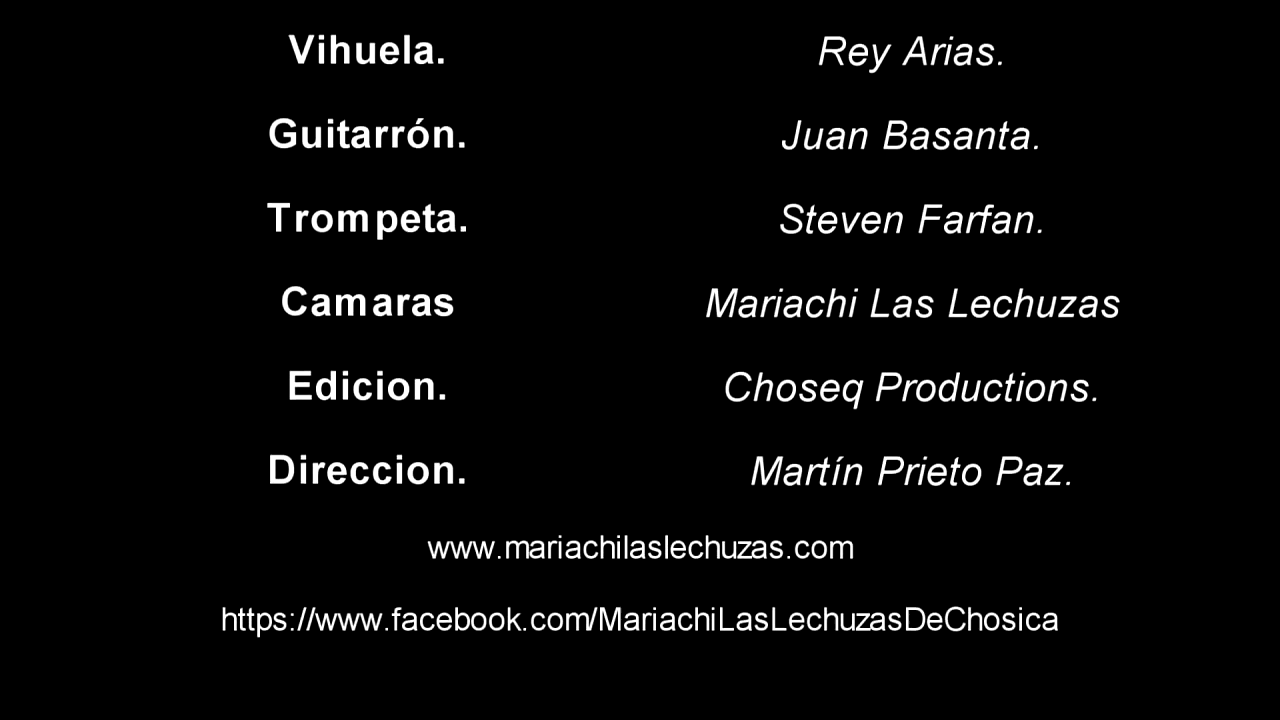 Vihuela. Rey Arias.
Guitarrón. Juan Basanta.
Trompeta. Steven Farfan.
Camaras Mariachi Las Lechuzas
Edicion. Choseq Productions.
Direccion. Martín Prieto Paz.
www.mariachilaslechuzas.com
https://www.facebook.com/MariachiLasLechuzasDeChosica